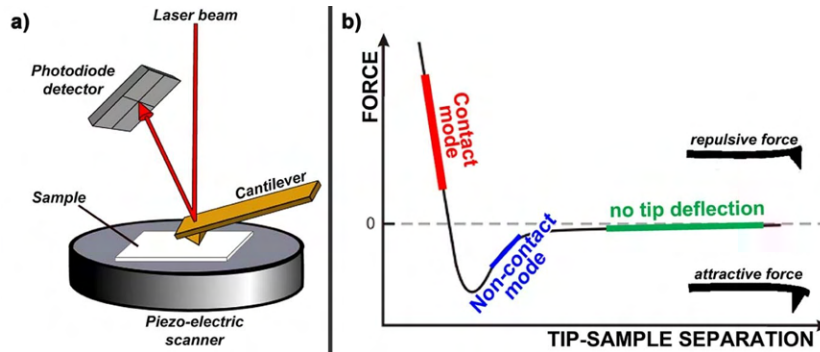 a)
Laser beam
Photodiode
detector
Cantilever
Sample
Piezo-electric
scanner
b)
FORCE
Contact
mode
repulsive force
0
no tip deflection
Non-contact
mode
attractive force
TIP-SAMPLE SEPARATION